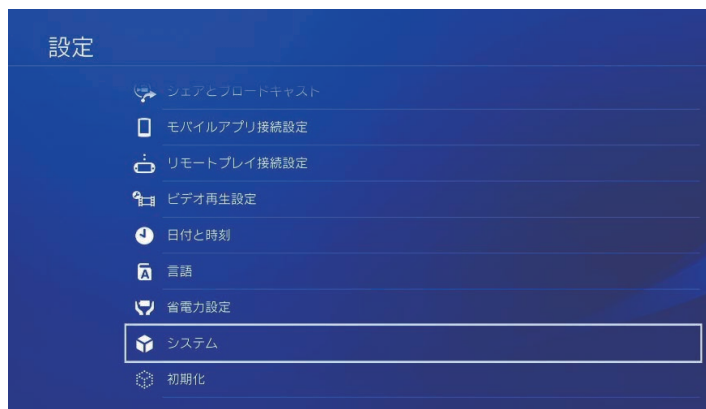 設定
シェアとブロードキャスト
モバイルアプリ接続設定
リモートプレイ接続設定
ビデオ再生設定
日付と時刻
言語
省電力設定
システム
初期化